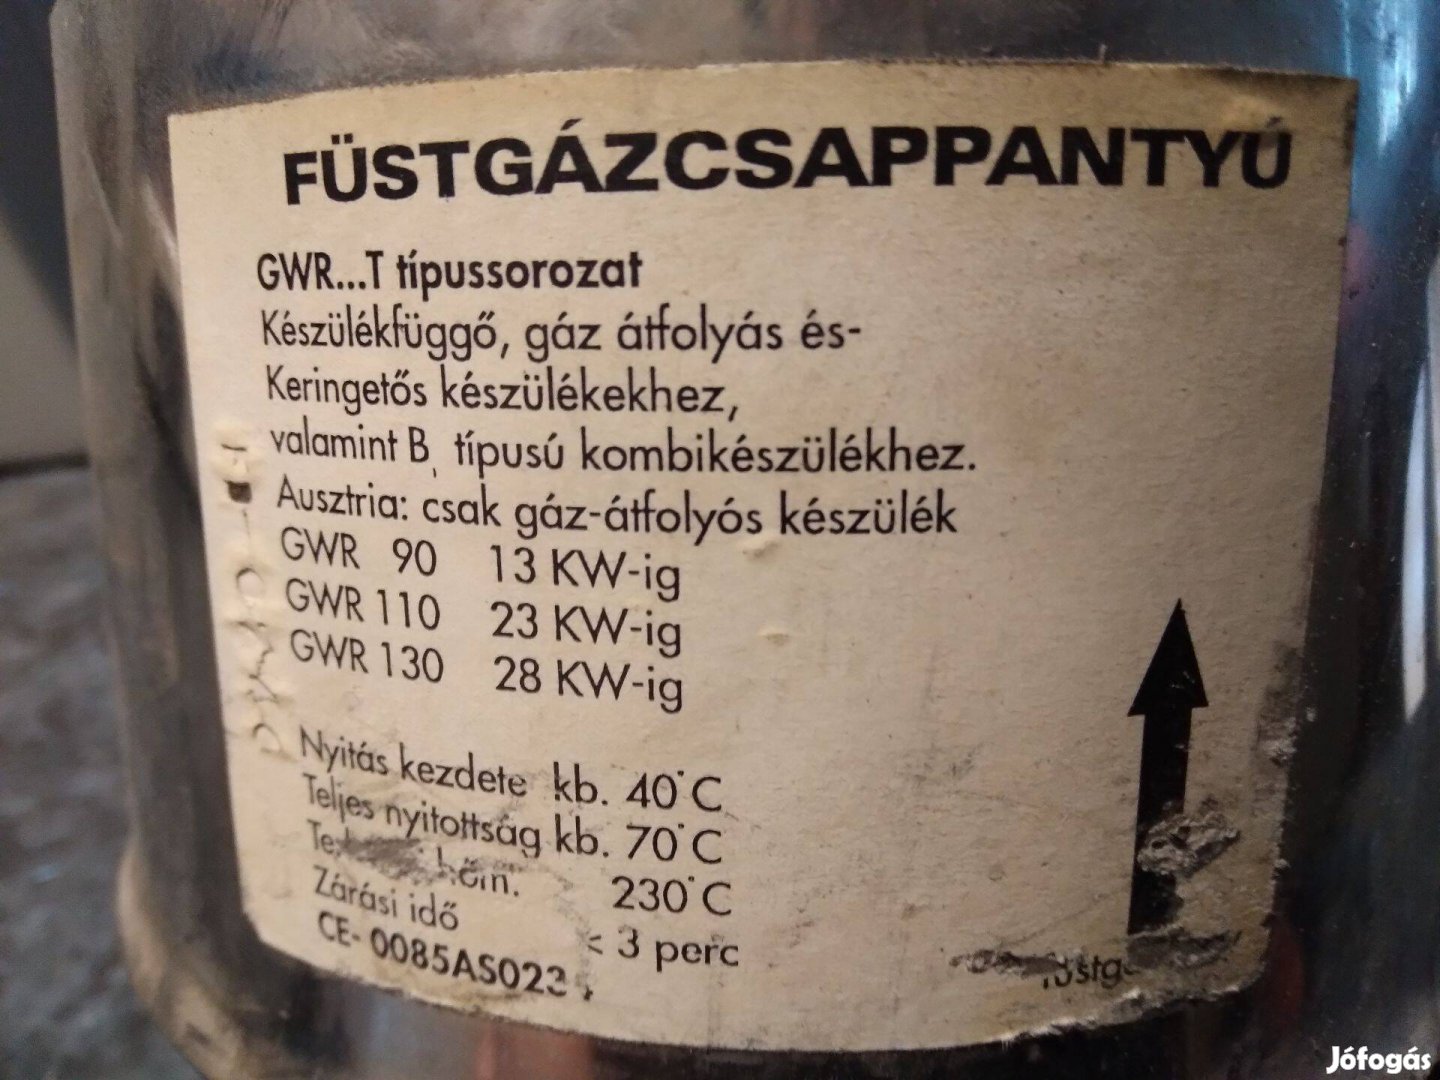 FÜSTGÁZCSAPPANTYÚ
GWR...T típussorozat
Készülékfüggő, gáz átfolyás és-
Keringetős készülékekhez,
valamint B, típusú kombikészülékhez.
Ausztria: csak gáz-átfolyós készülék
GWR 90 13 KW-ig
GWR 110 23 KW-ig
GWR 130 28 KW-ig
Nyitás kezdete kb. 40°C
Teljes nyitottság kb. 70°C
230°C
Zárási idő < 3 perc
CE-
Jófogás